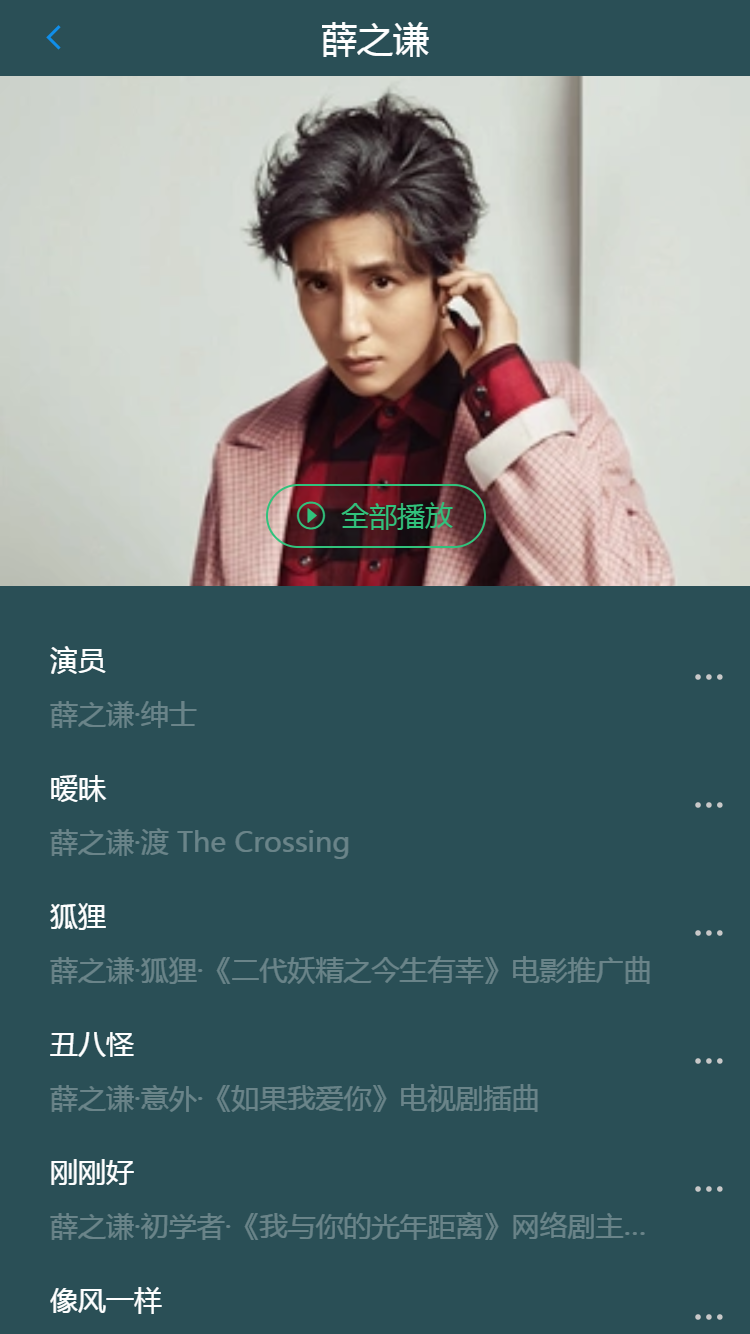 薛之谦
全部播放
演员
薛之谦·绅士
暧昧
薛之谦·渡 The Crossing
狐狸
薛之谦·狐狸·《二代妖精之今生有幸》电影推广曲
丑八怪
薛之谦·意外·《如果我爱你》电视剧插曲
刚刚好
薛之谦·初学者·《我与你的光年距离》网络剧主...
像风一样